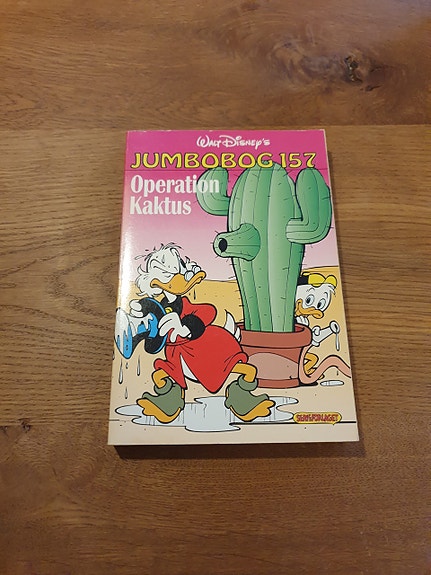 WALT DISNEY'S
JUMBOBOG 157
Operation
Kaktus
SERIEFORLAGET